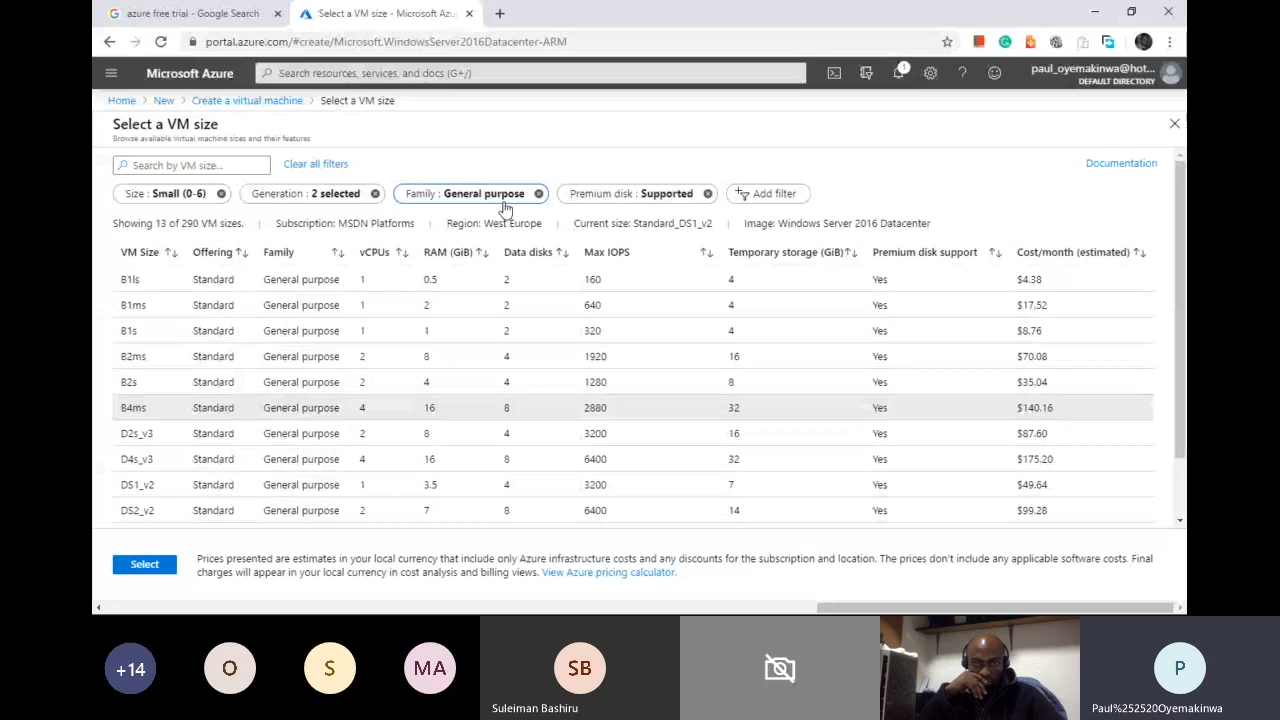 azure free trial - Google Search
Select a VM size - Microsoft Azu
portal.azure.com/#create/Microsoft.WindowsServer2016Datacenter-ARM
Microsoft Azure
Search resources, services, and docs (G+/)
1
paul_oyemakinwa@hot...
DEFAULT DIRECTORY
Home > New > Create a virtual machine > Select a VM size
Select a VM size
Browse available virtual machine sizes and their features
Search by VM size...
Clear all filters
Documentation
Size : Small (0-6)
Generation : 2 selected
Family : General purpose
Premium disk : Supported
Add filter
Showing 13 of 290 VM sizes. | Subscription: MSDN Platforms | Region: West Europe | Current size: Standard_DS1_v2 | Image: Windows Server 2016 Datacenter
VM Size Offering Family vCPUs RAM (GiB) Data disks Max IOPS Temporary storage (GiB) Premium disk support Cost/month (estimated)
B1ls Standard General purpose 1 0.5 2 160 4 Yes $4.38
B1ms Standard General purpose 1 2 2 640 4 Yes $17.52
B1s Standard General purpose 1 1 2 320 4 Yes $8.76
B2ms Standard General purpose 2 8 4 1920 16 Yes $70.08
B2s Standard General purpose 2 4 4 1280 8 Yes $35.04
B4ms Standard General purpose 4 16 8 2880 32 Yes $140.16
D2s_v3 Standard General purpose 2 8 4 3200 16 Yes $87.60
D4s_v3 Standard General purpose 4 16 8 6400 32 Yes $175.20
DS1_v2 Standard General purpose 1 3.5 4 3200 7 Yes $49.64
DS2_v2 Standard General purpose 2 7 8 6400 14 Yes $99.28
Select
Prices presented are estimates in your local currency that include only Azure infrastructure costs and any discounts for the subscription and location. The prices don't include any applicable software costs. Final
charges will appear in your local currency in cost analysis and billing views. View Azure pricing calculator.
+14
O
S
MA
SB
P
Suleiman Bashiru
Paul%252520Oyemakinwa